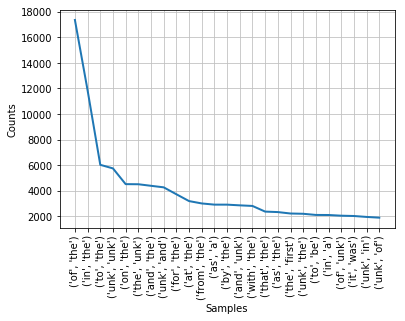 18000
16000
14000
12000
10000
8000
6000
4000
2000
Counts
('of', 'the')
('in', 'the')
('to', 'the')
('unk', 'unk')
('on', 'the')
('the', 'unk')
('and', 'the')
('unk', 'and')
('for', 'the')
('at', 'the')
('from', 'the')
('as', 'a')
('by', 'the')
('and', 'unk')
('with', 'the')
('that', 'the')
('as', 'the')
('the', 'first')
('unk', 'the')
('to', 'be')
('in', 'a')
('of', 'unk')
('it', 'was')
('unk', 'in')
('unk', 'of')
Samples